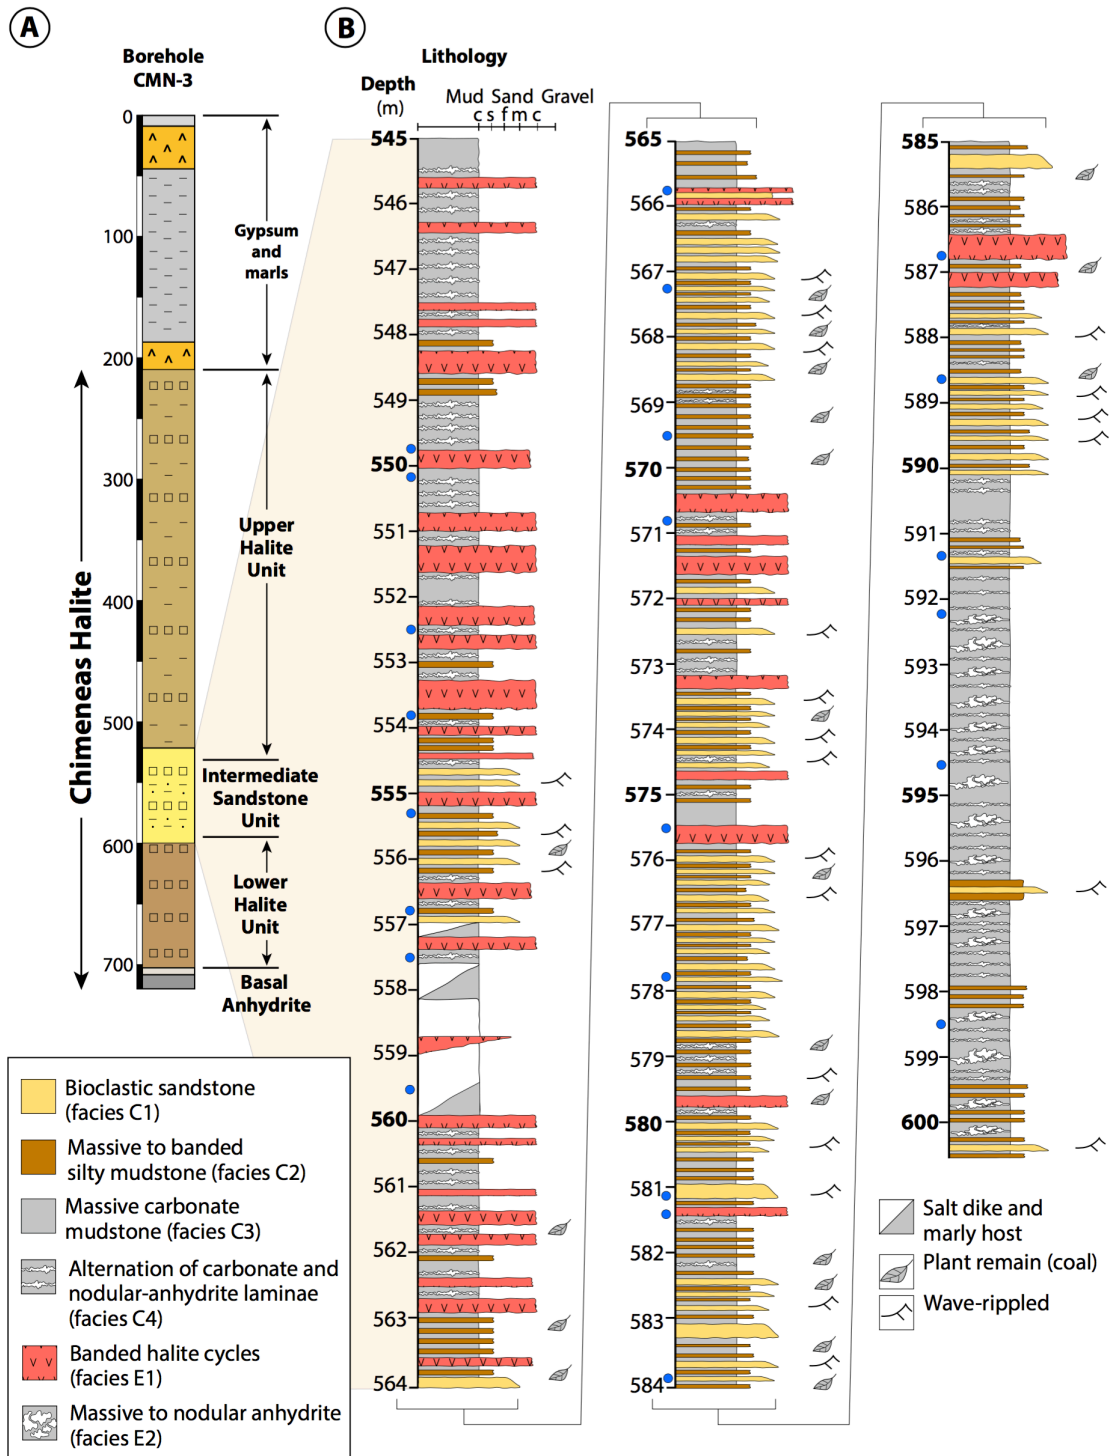 A
B
Borehole
CMN-3
Lithology
Depth
(m)
Mud Sand Gravel
c s f m c
0
100
200
300
400
500
600
700
Chimeneas Halite
Gypsum
and
marls
Upper
Halite
Unit
Intermediate
Sandstone
Unit
Lower
Halite
Unit
Basal
Anhydrite
545
546
547
548
549
550
551
552
553
554
555
556
557
558
559
560
561
562
563
564
565
566
567
568
569
570
571
572
573
574
575
576
577
578
579
580
581
582
583
584
585
586
587
588
589
590
591
592
593
594
595
596
597
598
599
600
Bioclastic sandstone
(facies C1)
Massive to banded
silty mudstone (facies C2)
Massive carbonate
mudstone (facies C3)
Alternation of carbonate and
nodular-anhydrite laminae
(facies C4)
Banded halite cycles
(facies E1)
Massive to nodular anhydrite
(facies E2)
Salt dike and
marly host
Plant remain (coal)
Wave-rippled